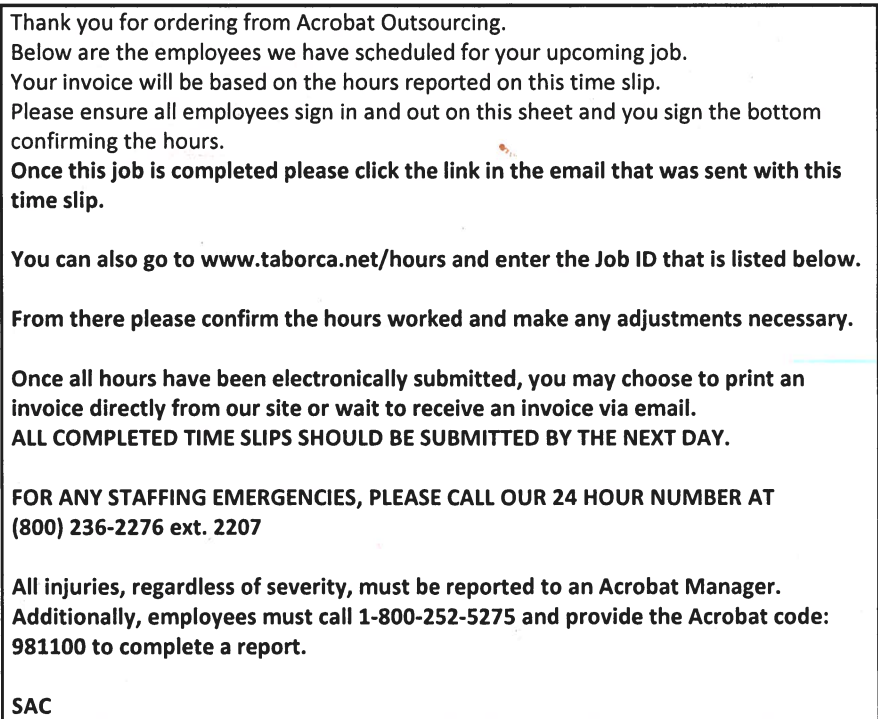 Thank you for ordering from Acrobat Outsourcing.
Below are the employees we have scheduled for your upcoming job.
Your invoice will be based on the hours reported on this time slip.
Please ensure all employees sign in and out on this sheet and you sign the bottom
confirming the hours.
Once this job is completed please click the link in the email that was sent with this
time slip.
You can also go to www.taborca.net/hours and enter the Job ID that is listed below.
From there please confirm the hours worked and make any adjustments necessary.
Once all hours have been electronically submitted, you may choose to print an
invoice directly from our site or wait to receive an invoice via email.
ALL COMPLETED TIME SLIPS SHOULD BE SUBMITTED BY THE NEXT DAY.
FOR ANY STAFFING EMERGENCIES, PLEASE CALL OUR 24 HOUR NUMBER AT
(800) 236-2276 ext. 2207
All injuries, regardless of severity, must be reported to an Acrobat Manager.
Additionally, employees must call 1-800-252-5275 and provide the Acrobat code:
981100 to complete a report.
SAC